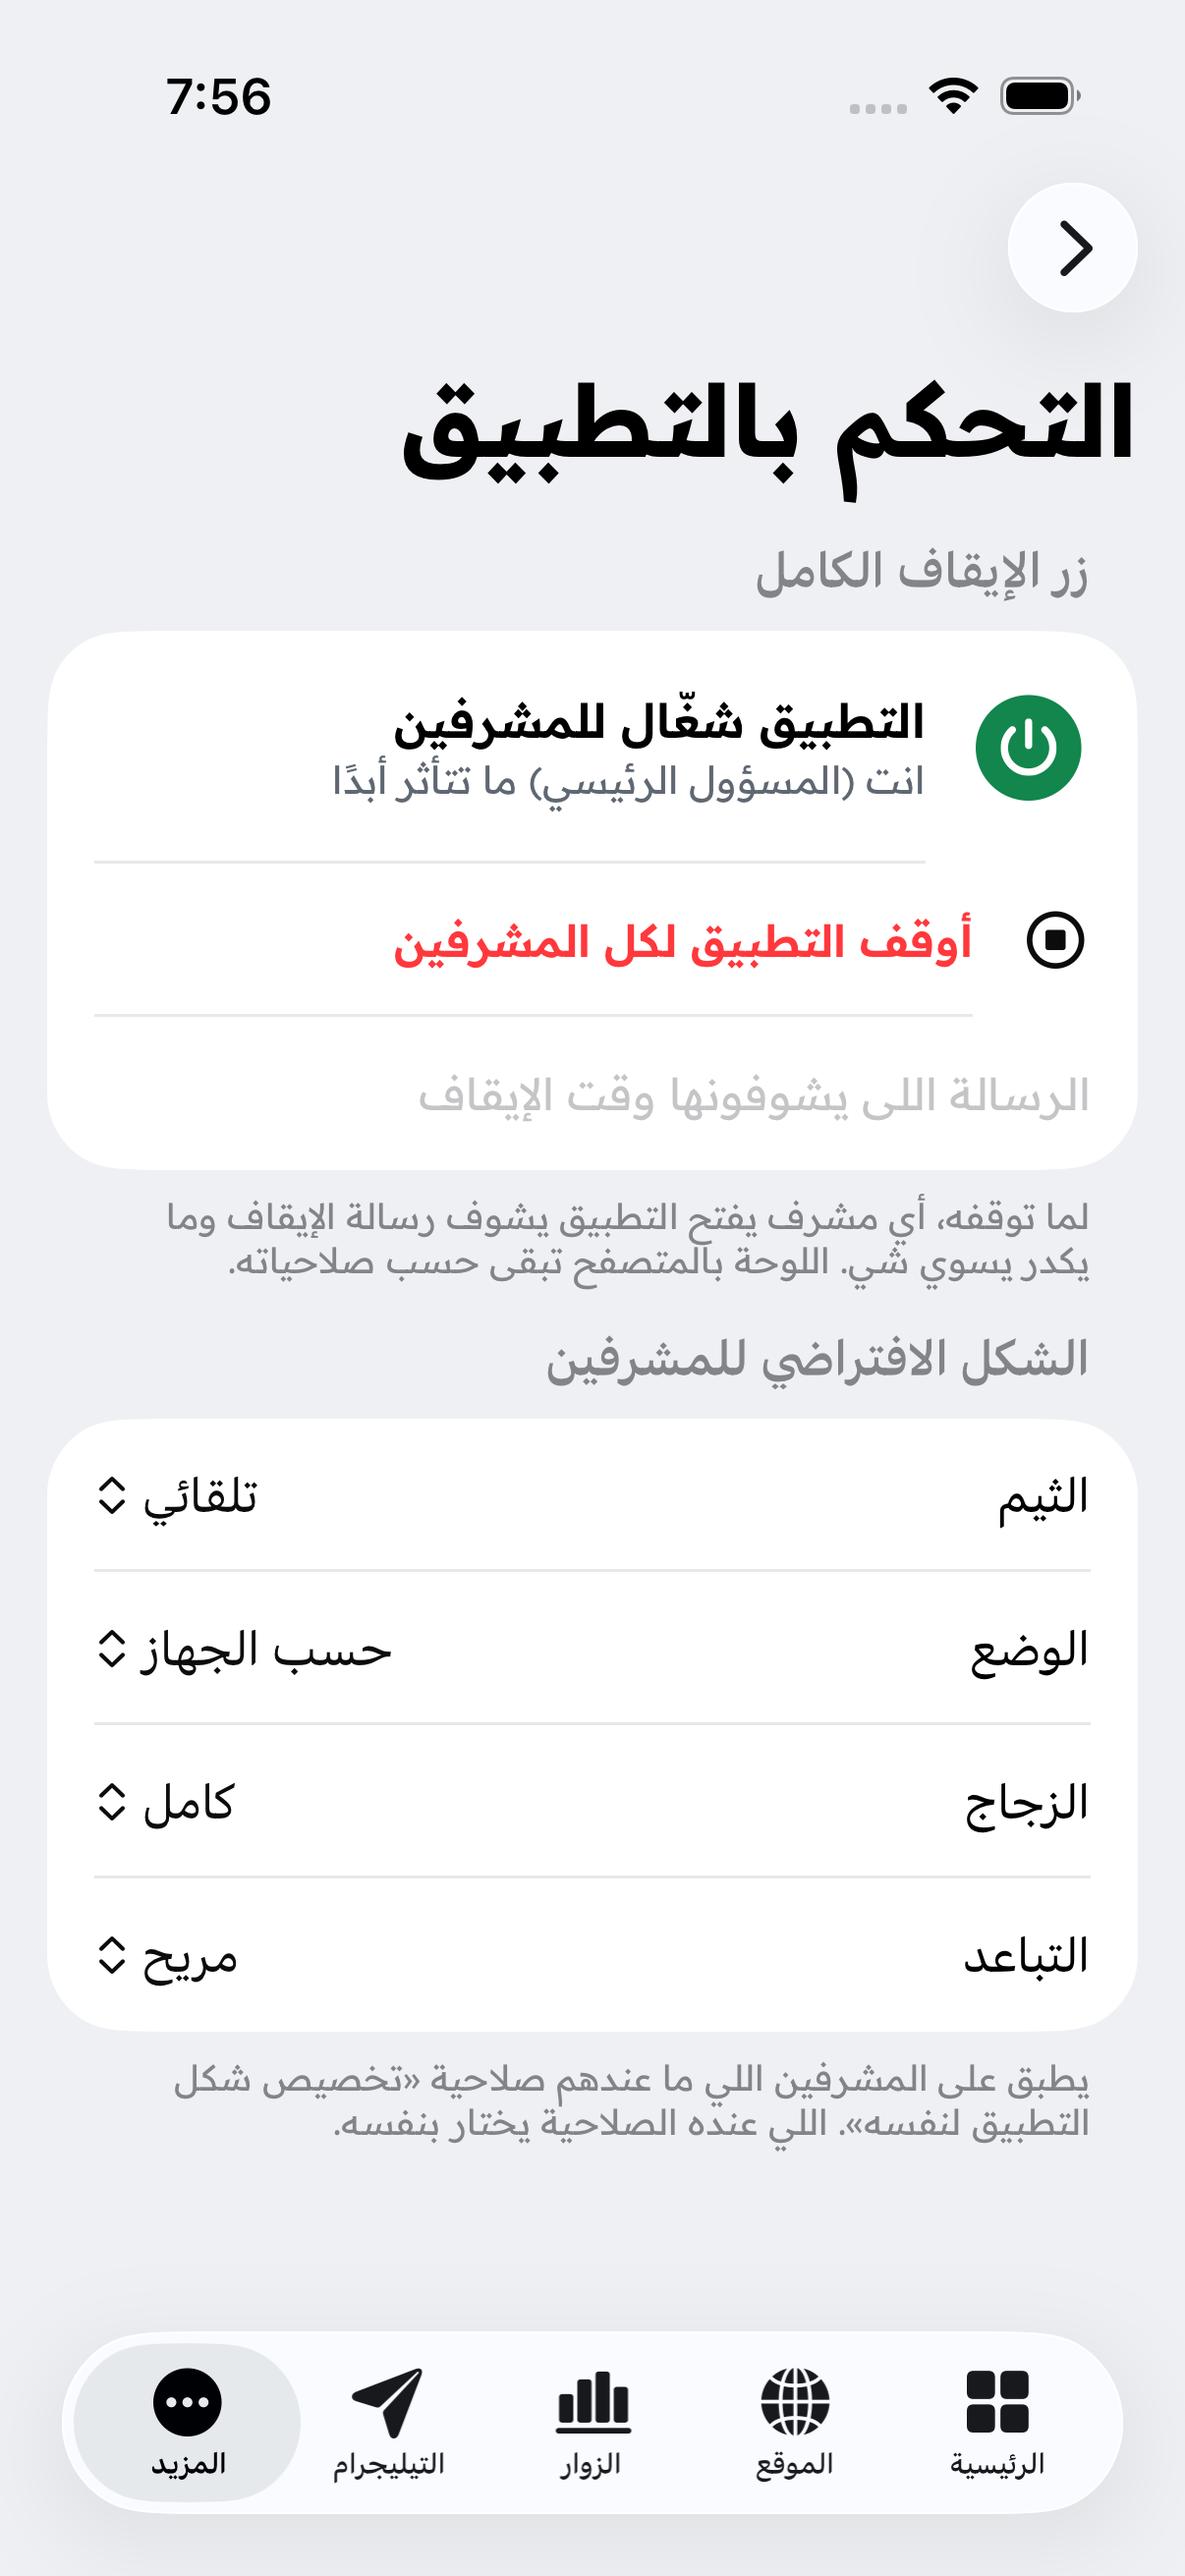 7:56
التحكم بالتطبيق
زر الإيقاف الكامل
التطبيق شغّال للمشرفين
انت (المسؤول الرئيسي) ما تتأثر أبدًا
أوقف التطبيق لكل المشرفين
الرسالة اللي يشوفونها وقت الإيقاف
لما توقفه، أي مشرف يفتح التطبيق يشوف رسالة الإيقاف وما
يكدر يسوي شي. اللوحة بالمتصفح تبقى حسب صلاحياته.
الشكل الافتراضي للمشرفين
الثيم تلقائي
الوضع حسب الجهاز
الزجاج كامل
التباعد مريح
يطبق على المشرفين اللي ما عندهم صلاحية «تخصيص شكل
التطبيق لنفسه». اللي عنده الصلاحية يختار بنفسه.
الرئيسية الموقع الزوار التيليجرام المزيد